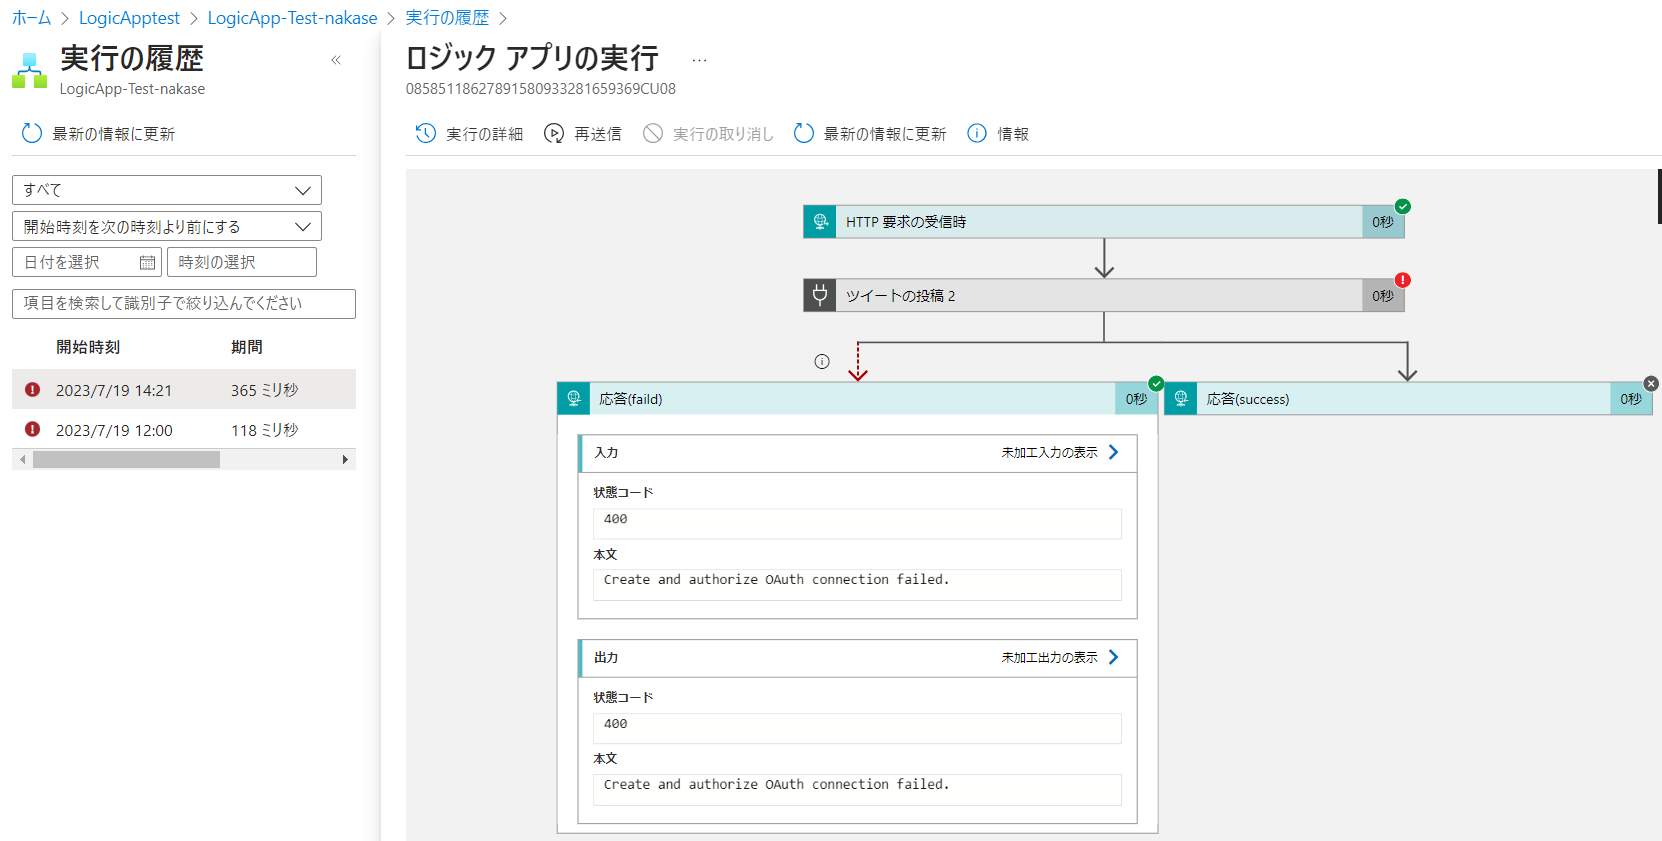 ホーム > LogicApptest > LogicApp-Test-nakase > 実行の履歴 >
実行の履歴 «
LogicApp-Test-nakase
最新の情報に更新
すべて
開始時刻を次の時刻より前にする
日付を選択 時刻の選択
項目を検索して識別子で絞り込んでください
開始時刻 期間
2023/7/19 14:21 365 ミリ秒
2023/7/19 12:00 118 ミリ秒
ロジック アプリの実行 …
08585118627891580933281659369CU08
実行の詳細 再送信 実行の取り消し 最新の情報に更新 情報
HTTP 要求の受信時 0秒
ツイートの投稿 2 0秒
応答(faild) 0秒
応答(success) 0秒
入力 未加工入力の表示
状態コード
400
本文
Create and authorize OAuth connection failed.
出力 未加工出力の表示
状態コード
400
本文
Create and authorize OAuth connection failed.